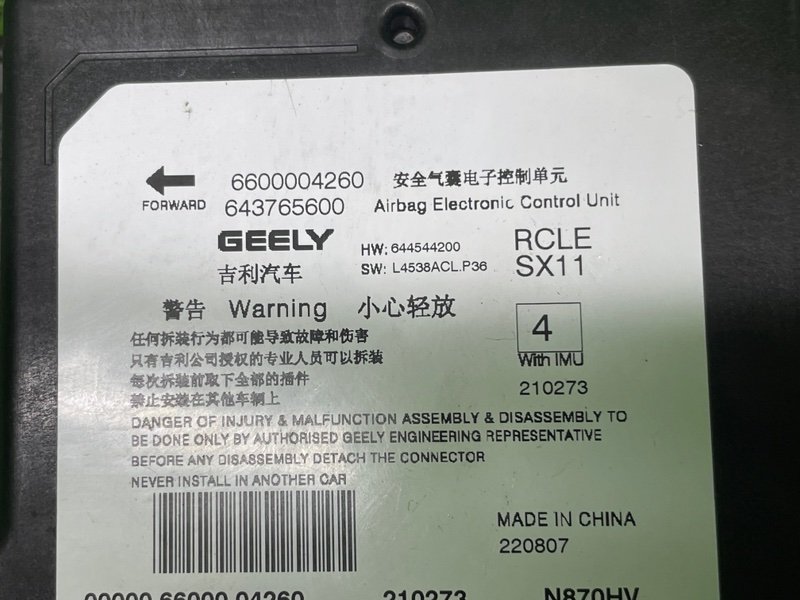 6600004260 安全气囊电子控制单元
FORWARD 643765600 Airbag Electronic Control Unit
GEELY HW: 644544200 RCLE
吉利汽车 SW: L4538ACL.P36 SX11
警告 Warning 小心轻放
4
任何拆装行为都可能导致故障和伤害
只有吉利公司授权的专业人员可以拆装
With IMU
每次拆装前取下全部的插件
210273
禁止安装在其他车辆上
DANGER OF INJURY & MALFUNCTION ASSEMBLY & DISASSEMBLY TO
BE DONE ONLY BY AUTHORISED GEELY ENGINEERING REPRESENTATIVE
BEFORE ANY DISASSEMBLY DETACH THE CONNECTOR
NEVER INSTALL IN ANOTHER CAR
MADE IN CHINA
220807
00000 66000 04260 210273 N870HV